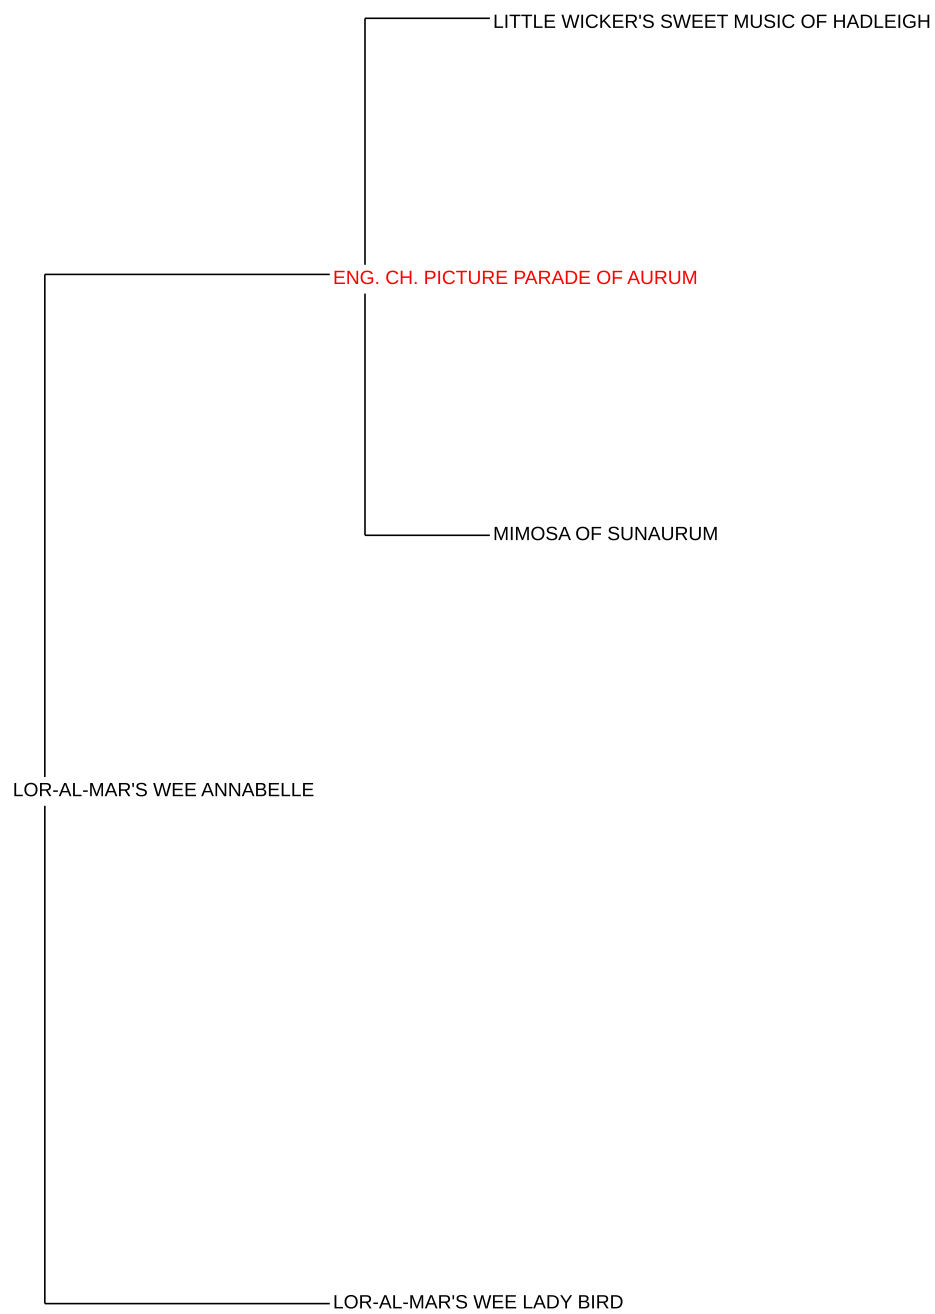 LITTLE WICKER'S SWEET MUSIC OF HADLEIGH
ENG. CH. PICTURE PARADE OF AURUM
MIMOSA OF SUNAURUM
LOR-AL-MAR'S WEE ANNABELLE
LOR-AL-MAR'S WEE LADY BIRD